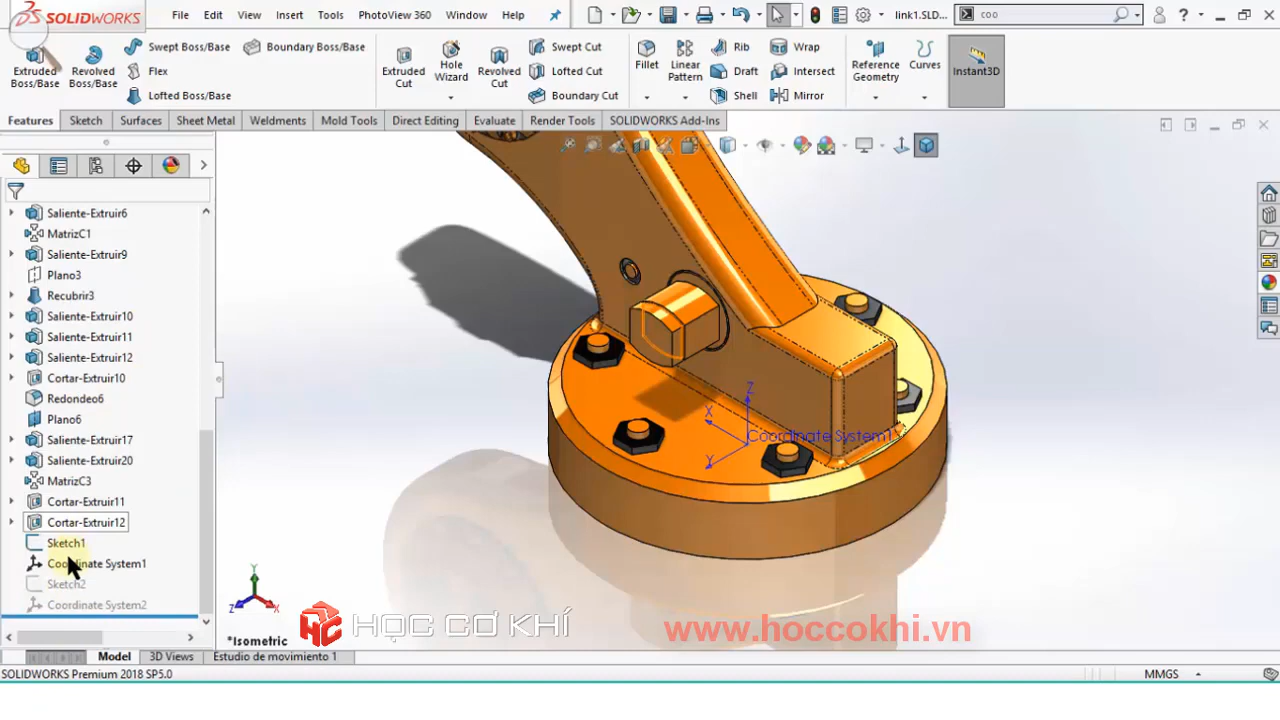 SOLIDWORKS File Edit View Insert Tools PhotoView 360 Window Help link1.SLD... coo ?
Extruded Boss/Base
Revolved Boss/Base
Swept Boss/Base
Flex
Lofted Boss/Base
Boundary Boss/Base
Extruded Cut
Hole Wizard
Revolved Cut
Swept Cut
Lofted Cut
Boundary Cut
Fillet
Linear Pattern
Rib
Draft
Shell
Wrap
Intersect
Mirror
Reference Geometry
Curves
Instant3D
Features Sketch Surfaces Sheet Metal Weldments Mold Tools Direct Editing Evaluate Render Tools SOLIDWORKS Add-Ins
Saliente-Extruir6
MatrizC1
Saliente-Extruir9
Plano3
Recubrir3
Saliente-Extruir10
Saliente-Extruir11
Saliente-Extruir12
Cortar-Extruir10
Redondeo6
Plano6
Saliente-Extruir17
Saliente-Extruir20
MatrizC3
Cortar-Extruir11
Cortar-Extruir12
Sketch1
Coordinate System1
Sketch2
Coordinate System2
Z
X
Y
Coordinate System1
Y
Z X
*Isometric
HỌC CƠ KHÍ
www.hoccokhi.vn
Model 3D Views Estudio de movimiento 1
SOLIDWORKS Premium 2018 SP5.0 MMGS